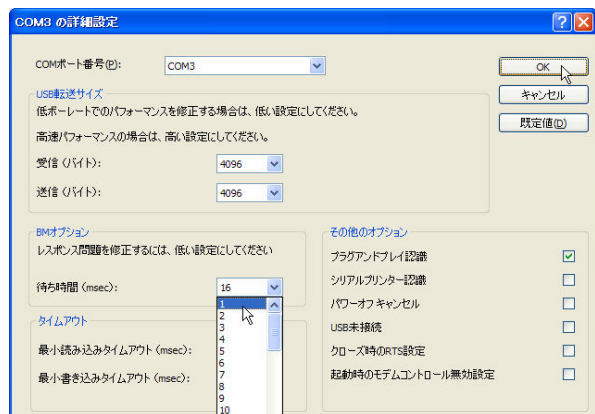 COM3 の詳細設定
COMポート番号(P): COM3
OK
キャンセル
既定値(D)
USB転送サイズ
低ボーレートでのパフォーマンスを修正する場合は、低い設定にしてください。
高速パフォーマンスの場合は、高い設定にしてください。
受信 (バイト): 4096
送信 (バイト): 4096
BMオプション
レスポンス問題を修正するには、低い設定にしてください
待ち時間 (msec): 16
1
2
3
4
5
6
7
8
9
10
タイムアウト
最小読み込みタイムアウト (msec):
最小書き込みタイムアウト (msec):
その他のオプション
プラグアンドプレイ認識
シリアルプリンター認識
パワーオフ キャンセル
USB未接続
クローズ時のRTS設定
起動時のモデムコントロール無効設定